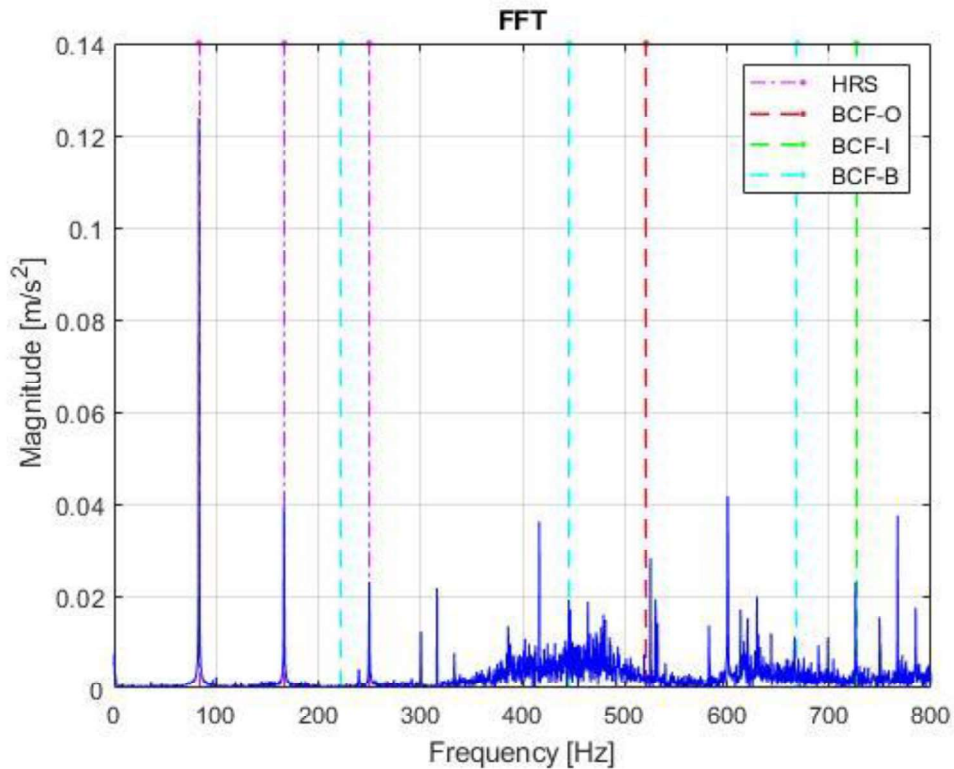 FFT
Magnitude [m/s²]
0.14
0.12
0.1
0.08
0.06
0.04
0.02
0
HRS
BCF-O
BCF-I
BCF-B
0 100 200 300 400 500 600 700 800
Frequency [Hz]